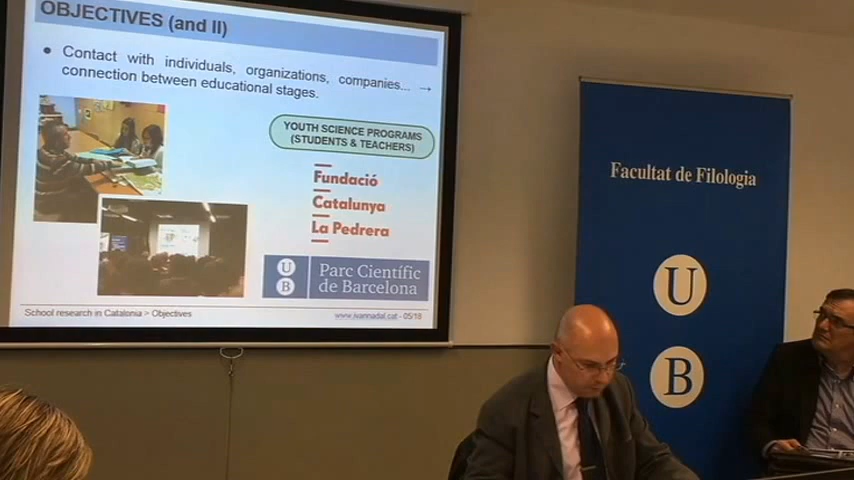 OBJECTIVES (and II)
● Contact with individuals, organizations, companies... →
connection between educational stages.
YOUTH SCIENCE PROGRAMS
(STUDENTS & TEACHERS)
Fundació
Catalunya
La Pedrera
U
B
Parc Científic
de Barcelona
School research in Catalonia > Objectives
www.ivannadal.cat - 05/18
Facultat de Filologia
U
B